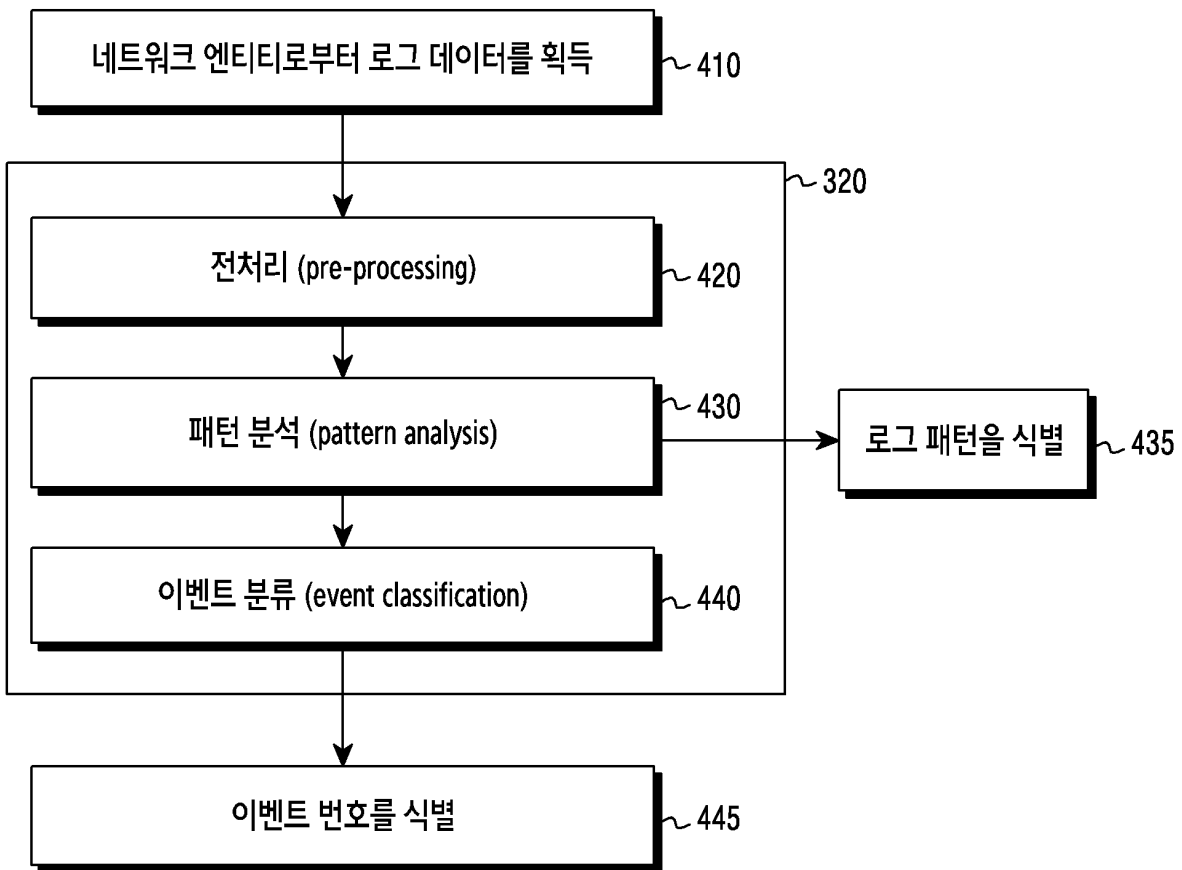 네트워크 엔티티로부터 로그 데이터를 획득
410
320
전처리 (pre-processing)
420
패턴 분석 (pattern analysis)
430
로그 패턴을 식별
435
이벤트 분류 (event classification)
440
이벤트 번호를 식별
445